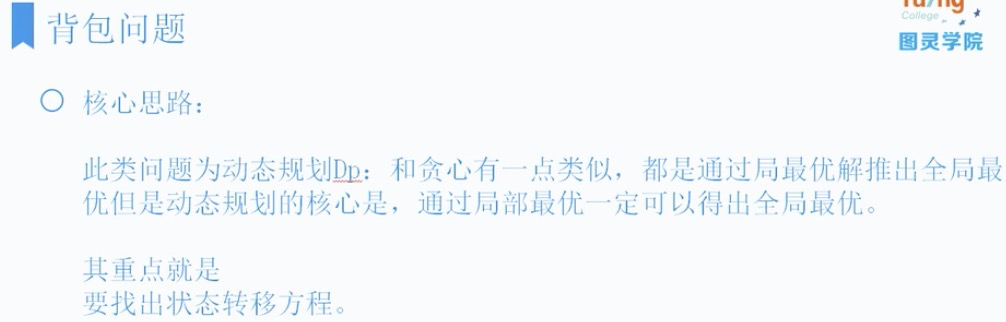 背包问题
College
图灵学院
核心思路：
此类问题为动态规划Dp：和贪心有一点类似，都是通过局最优解推出全局最
优但是动态规划的核心是，通过局部最优一定可以得出全局最优。
其重点就是
要找出状态转移方程。